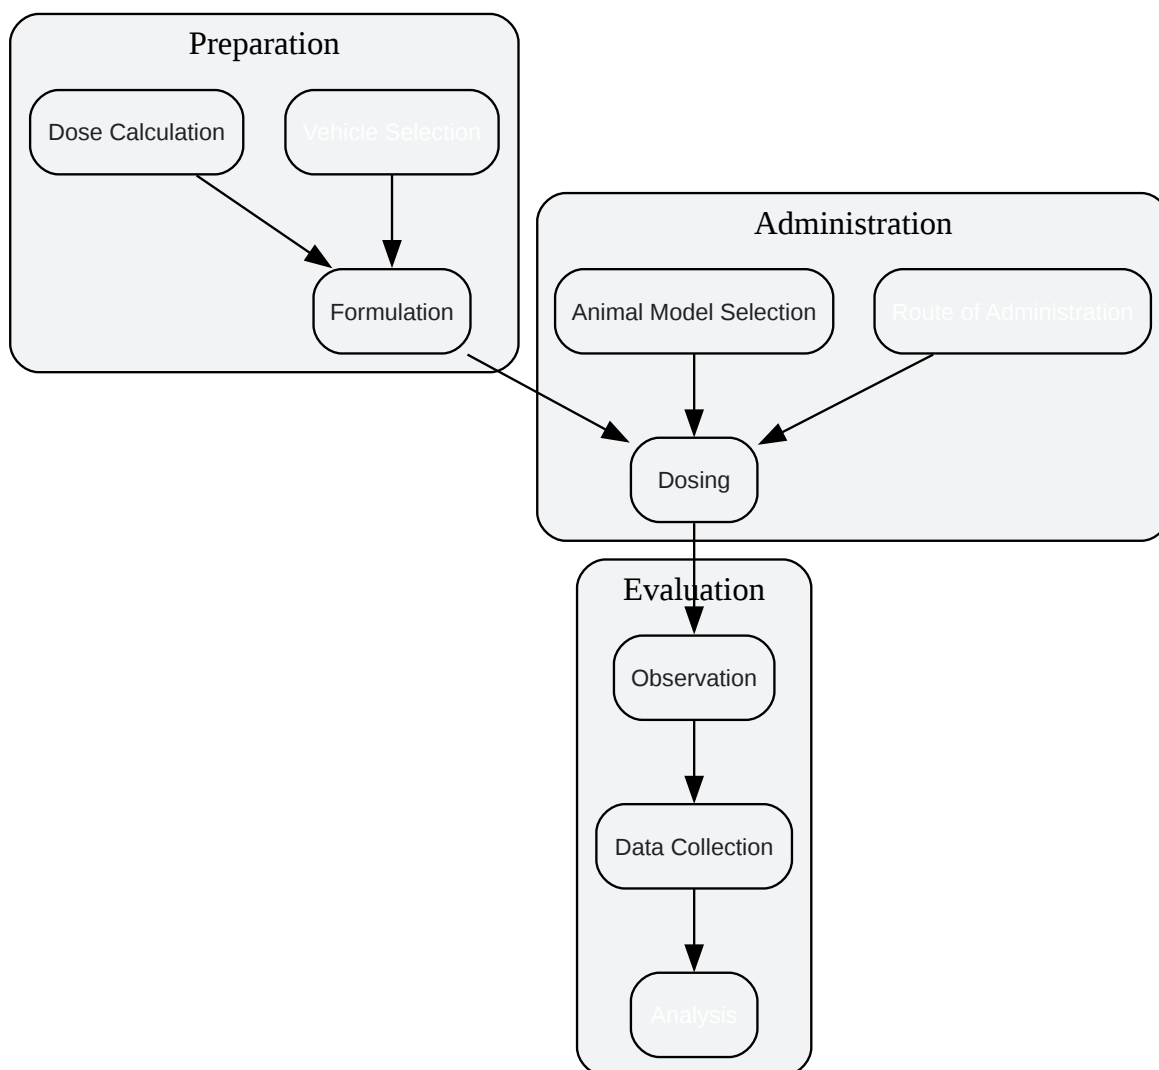 Preparation
Dose Calculation
Vehicle Selection
Formulation
Administration
Animal Model Selection
Route of Administration
Dosing
Evaluation
Observation
Data Collection
Analysis